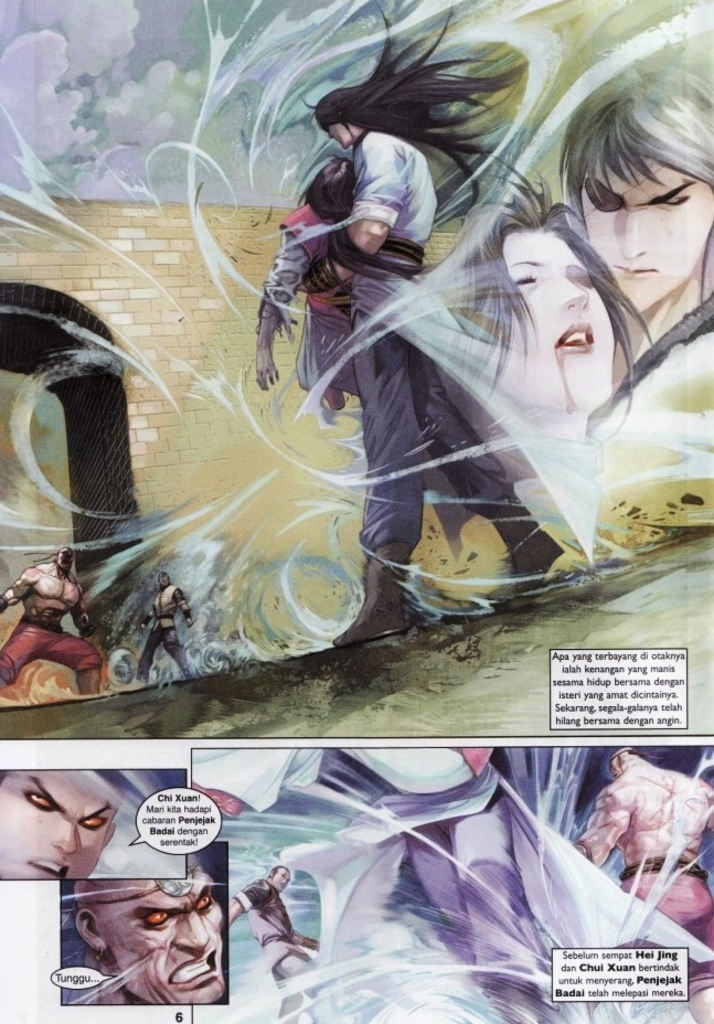 Apa yang terbayang di otaknya
ialah kenangan yang manis
sesama hidup bersama dengan
isteri yang amat dicintainya.
Sekarang, segala-galanya telah
hilang bersama dengan angin.
Chi Xuan!
Mari kita hadapi
cabaran Penjejak
Badai dengan
serentak!
Tunggu...
Sebelum sempat Hei Jing
dan Chui Xuan bertindak
untuk menyerang, Penjejak
Badai telah melepasi mereka.
6